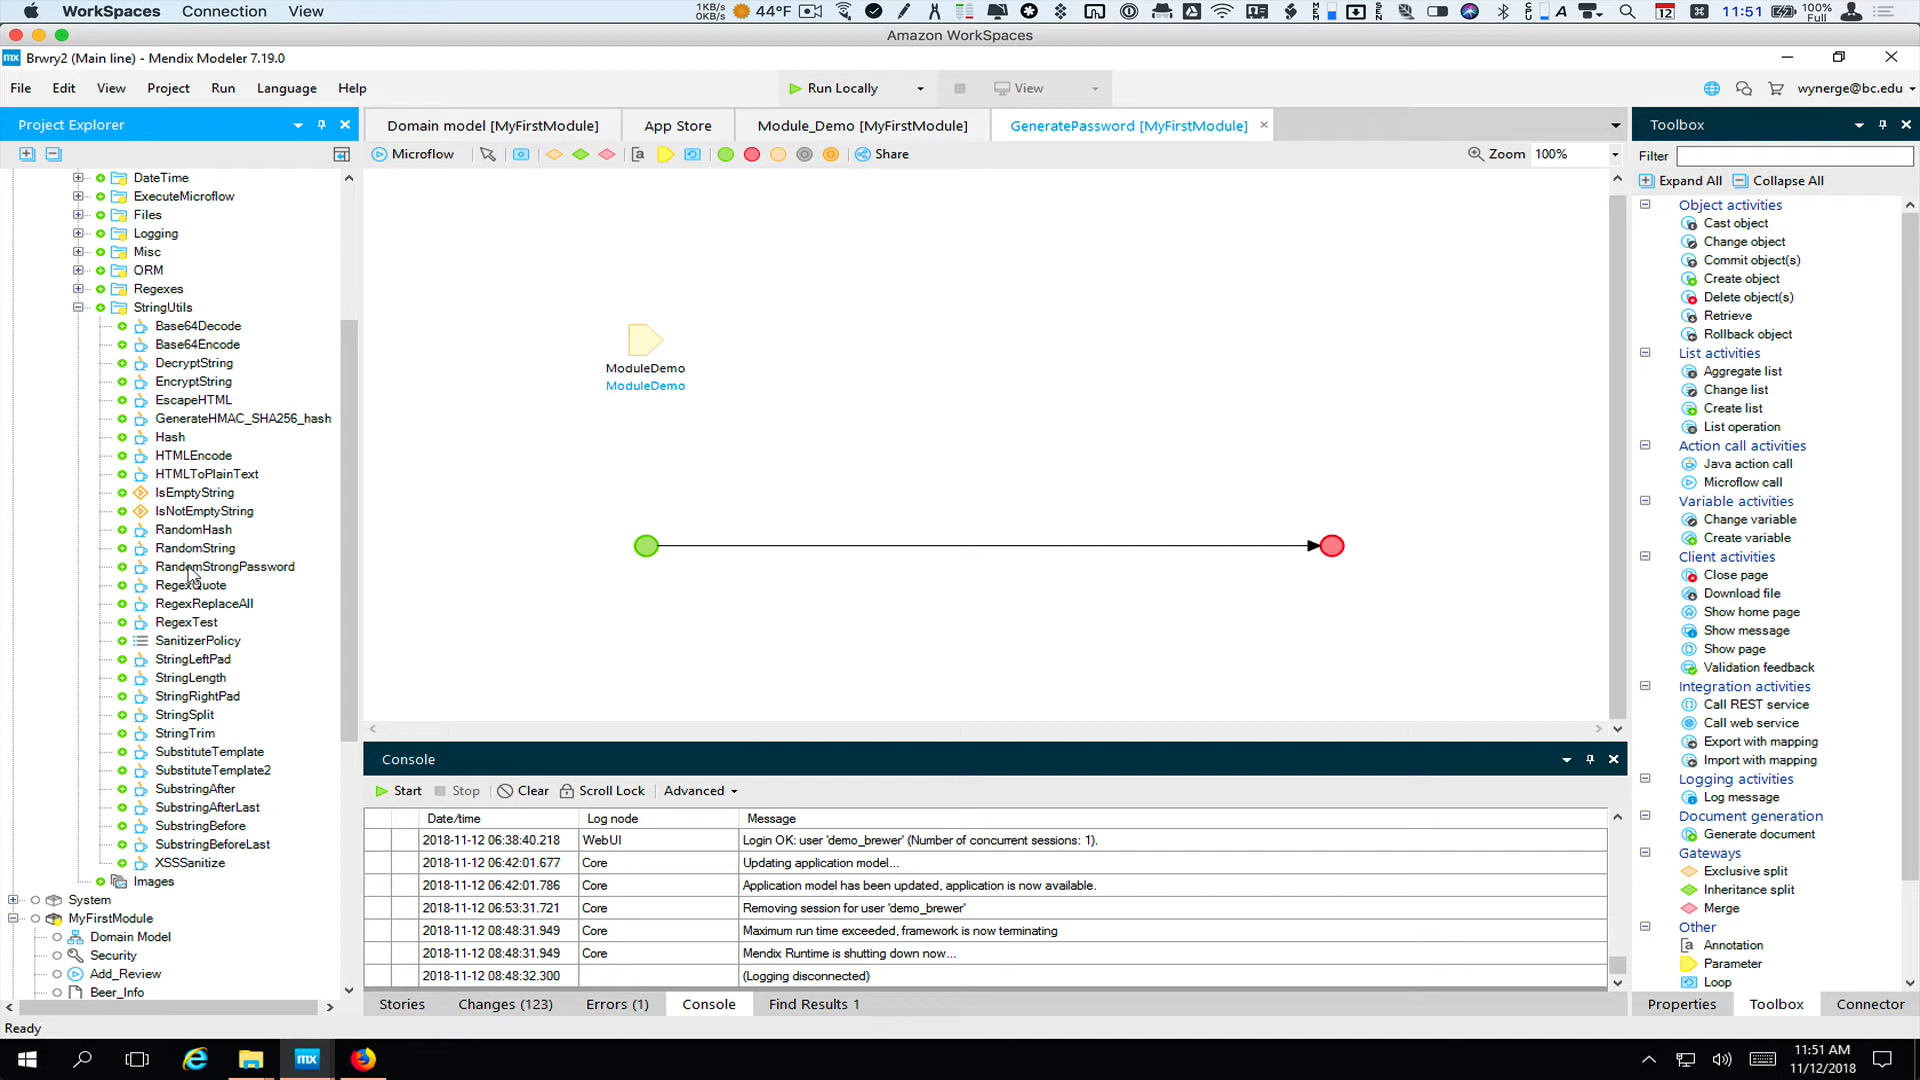 WorkSpaces Connection View 1KB/s 0KB/s 44°F MEM SEN CPU A 12 11:51 100% Full
Amazon WorkSpaces
mx Brwry2 (Main line) - Mendix Modeler 7.19.0
File Edit View Project Run Language Help Run Locally View wynerge@bc.edu
Project Explorer Domain model [MyFirstModule] App Store Module_Demo [MyFirstModule] GeneratePassword [MyFirstModule] Toolbox
Microflow Share Zoom 100% Filter
Expand All Collapse All
DateTime
ExecuteMicroflow
Files
Logging
Misc
ORM
Regexes
StringUtils
Base64Decode
Base64Encode
DecryptString
EncryptString
EscapeHTML
GenerateHMAC_SHA256_hash
Hash
HTMLEncode
HTMLToPlainText
IsEmptyString
IsNotEmptyString
RandomHash
RandomString
RandomStrongPassword
RegexQuote
RegexReplaceAll
RegexTest
SanitizerPolicy
StringLeftPad
StringLength
StringRightPad
StringSplit
StringTrim
SubstituteTemplate
SubstituteTemplate2
SubstringAfter
SubstringAfterLast
SubstringBefore
SubstringBeforeLast
XSSSanitize
Images
System
MyFirstModule
Domain Model
Security
Add_Review
Beer_Info
ModuleDemo
ModuleDemo
Console
Start Stop Clear Scroll Lock Advanced
Date/time Log node Message
2018-11-12 06:38:40.218 WebUI Login OK: user 'demo_brewer' (Number of concurrent sessions: 1).
2018-11-12 06:42:01.677 Core Updating application model...
2018-11-12 06:42:01.786 Core Application model has been updated, application is now available.
2018-11-12 06:53:31.721 Core Removing session for user 'demo_brewer'
2018-11-12 08:48:31.949 Core Maximum run time exceeded, framework is now terminating
2018-11-12 08:48:31.949 Core Mendix Runtime is shutting down now...
2018-11-12 08:48:32.300 (Logging disconnected)
Stories Changes (123) Errors (1) Console Find Results 1
Object activities
Cast object
Change object
Commit object(s)
Create object
Delete object(s)
Retrieve
Rollback object
List activities
Aggregate list
Change list
Create list
List operation
Action call activities
Java action call
Microflow call
Variable activities
Change variable
Create variable
Client activities
Close page
Download file
Show home page
Show message
Show page
Validation feedback
Integration activities
Call REST service
Call web service
Export with mapping
Import with mapping
Logging activities
Log message
Document generation
Generate document
Gateways
Exclusive split
Inheritance split
Merge
Other
Annotation
Parameter
Loop
Properties Toolbox Connector
Ready
mx 11:51 AM
11/12/2018